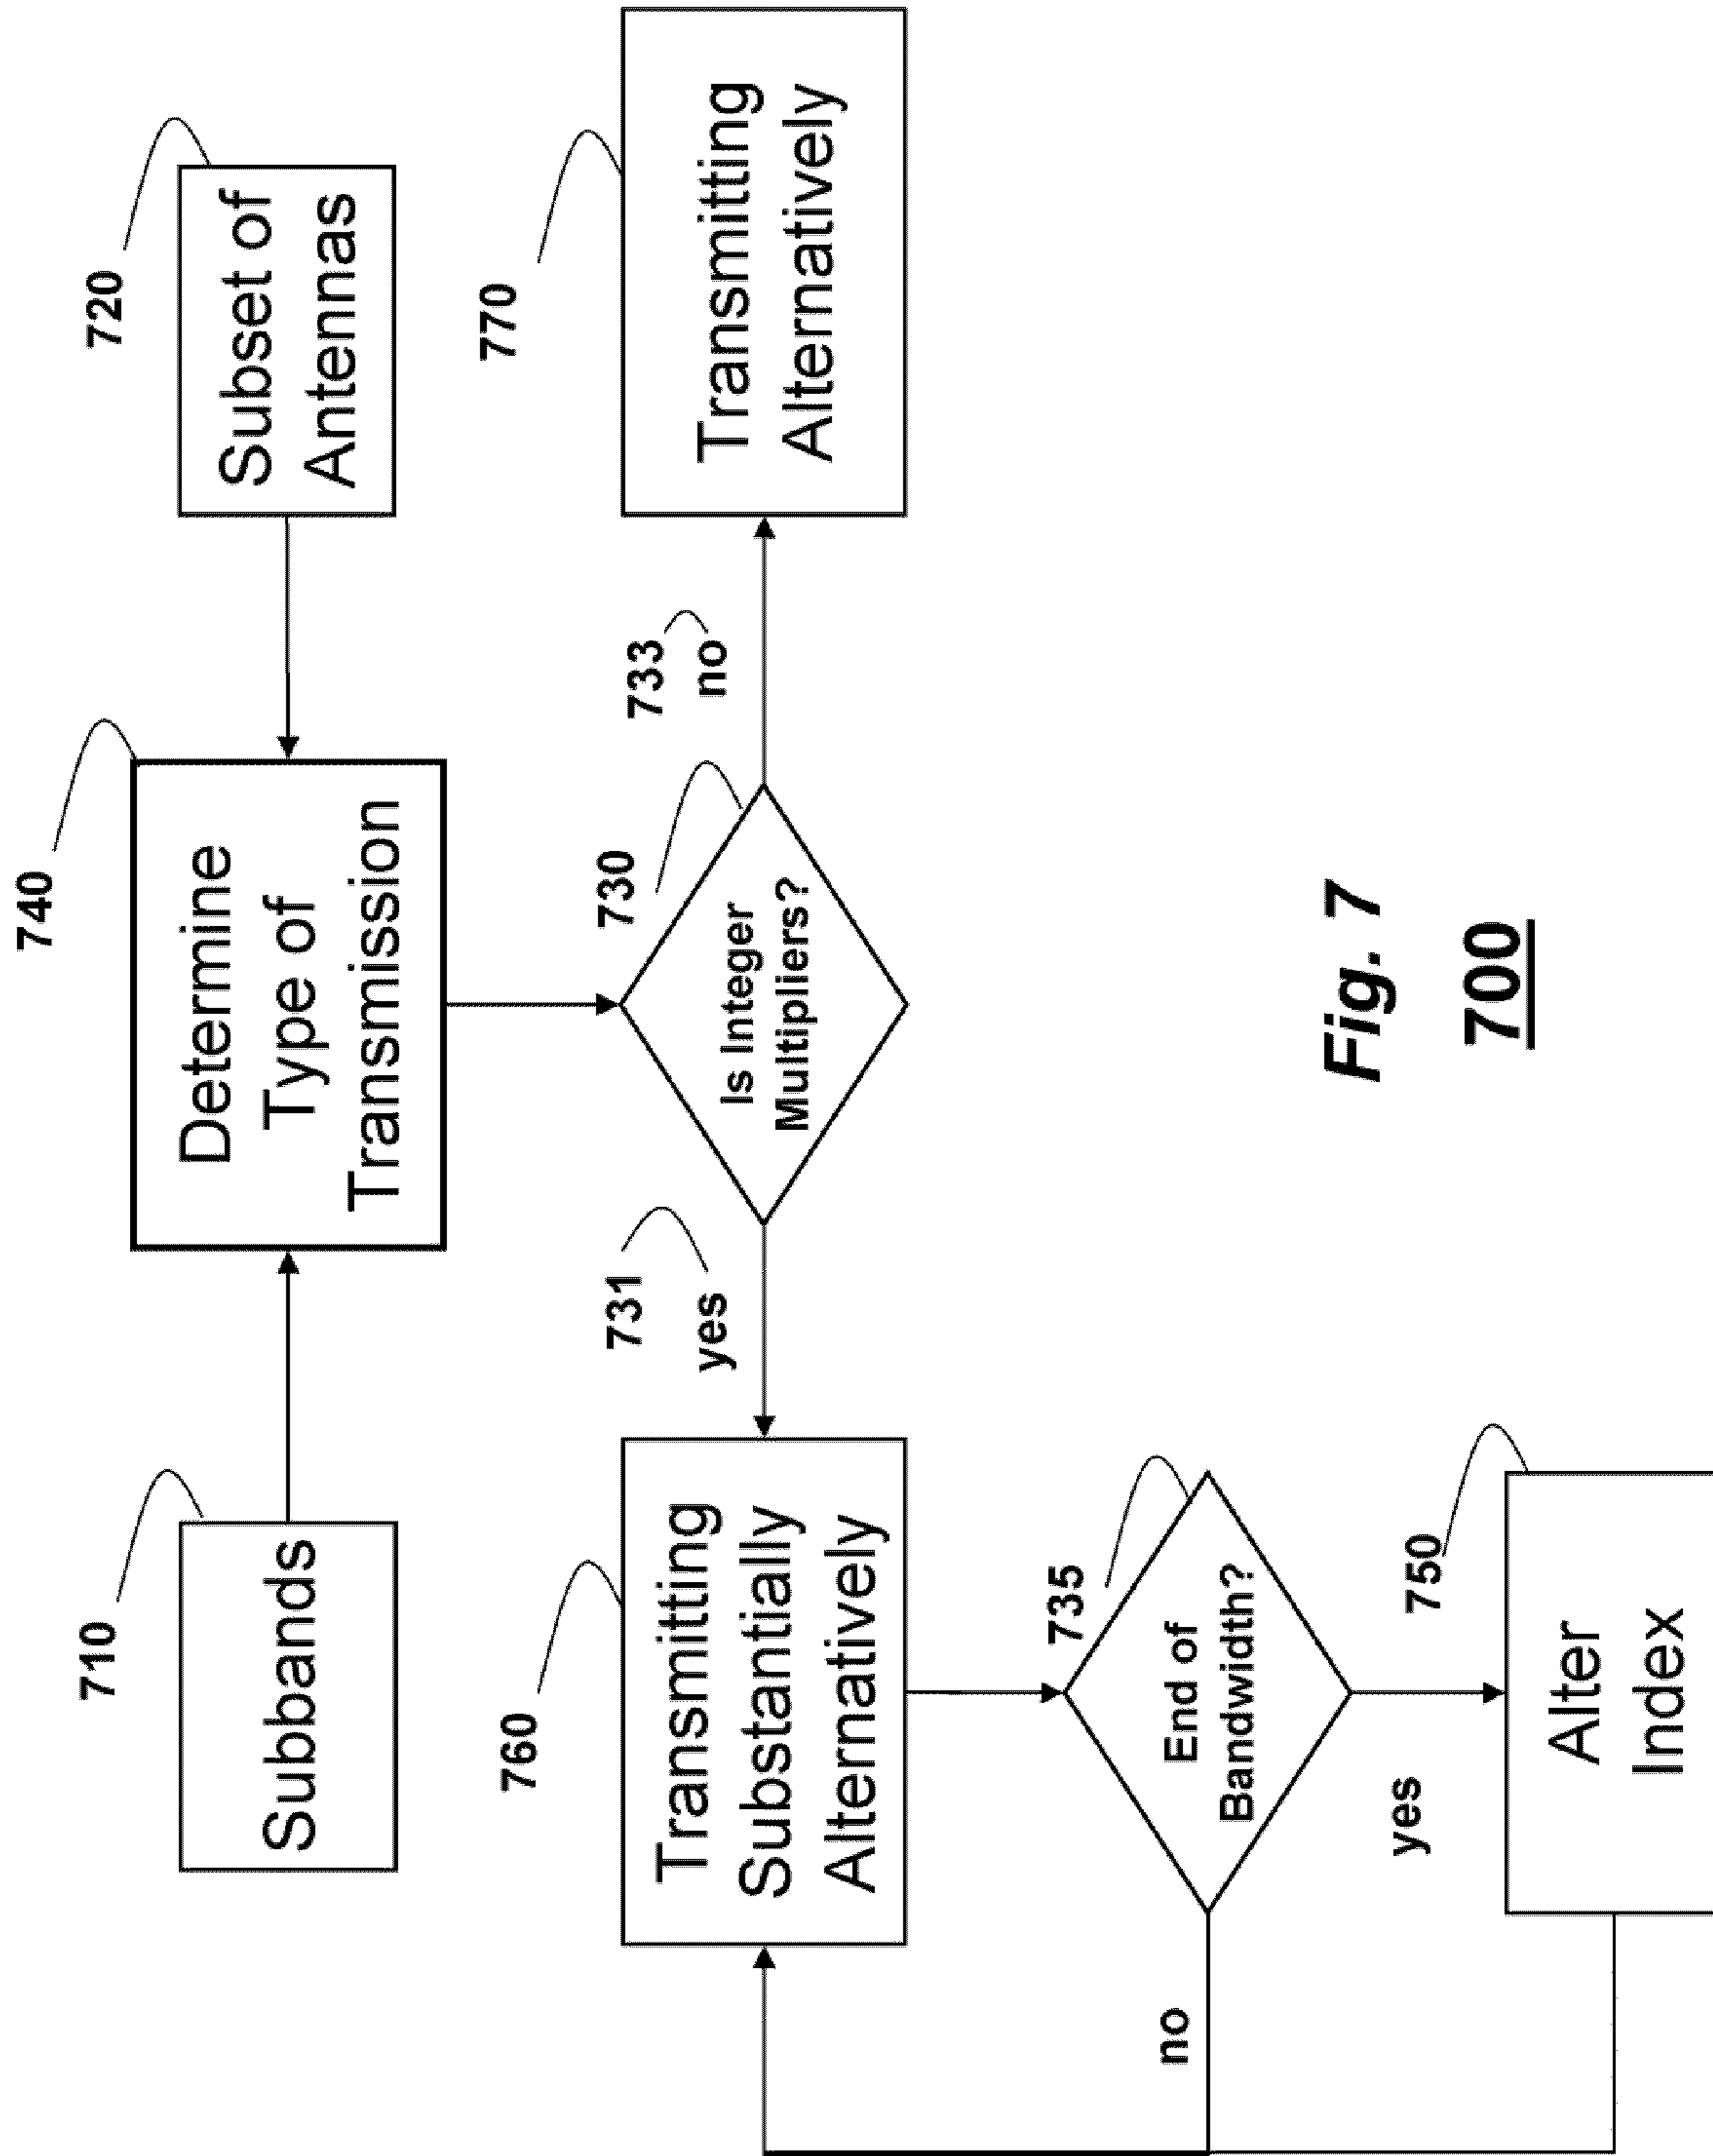 710
Subbands
740
Determine
Type of
Transmission
720
Subset of
Antennas
760
Transmitting
Substantially
Alternatively
731
yes
730
Is Integer
Multipliers?
733
no
770
Transmitting
Alternatively
735
End of
Bandwidth?
no
yes
750
Alter
Index
Fig. 7
700